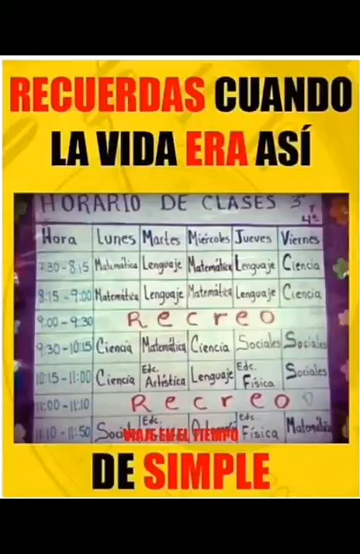 RECUERDAS CUANDO
LA VIDA ERA ASÍ
HORARIO DE CLASES 3° y 4°
Hora Lunes Martes Miércoles Jueves Viernes
7:30-8:15 Matemática Lenguaje Matemática Lenguaje Ciencia
8:15-9:00 Matemática Lenguaje Matemática Lenguaje Ciencia
9:00-9:30 Recreo
9:30-10:15 Ciencia Matemática Ciencia Sociales Sociales
10:15-11:00 Ciencia Edc. Artística Lenguaje Edc. Física Sociales
11:00-11:10 Recreo
11:10-11:50 Edc. Edc. Física Matemá
VIAJE EN EL TIEMPO
DE SIMPLE